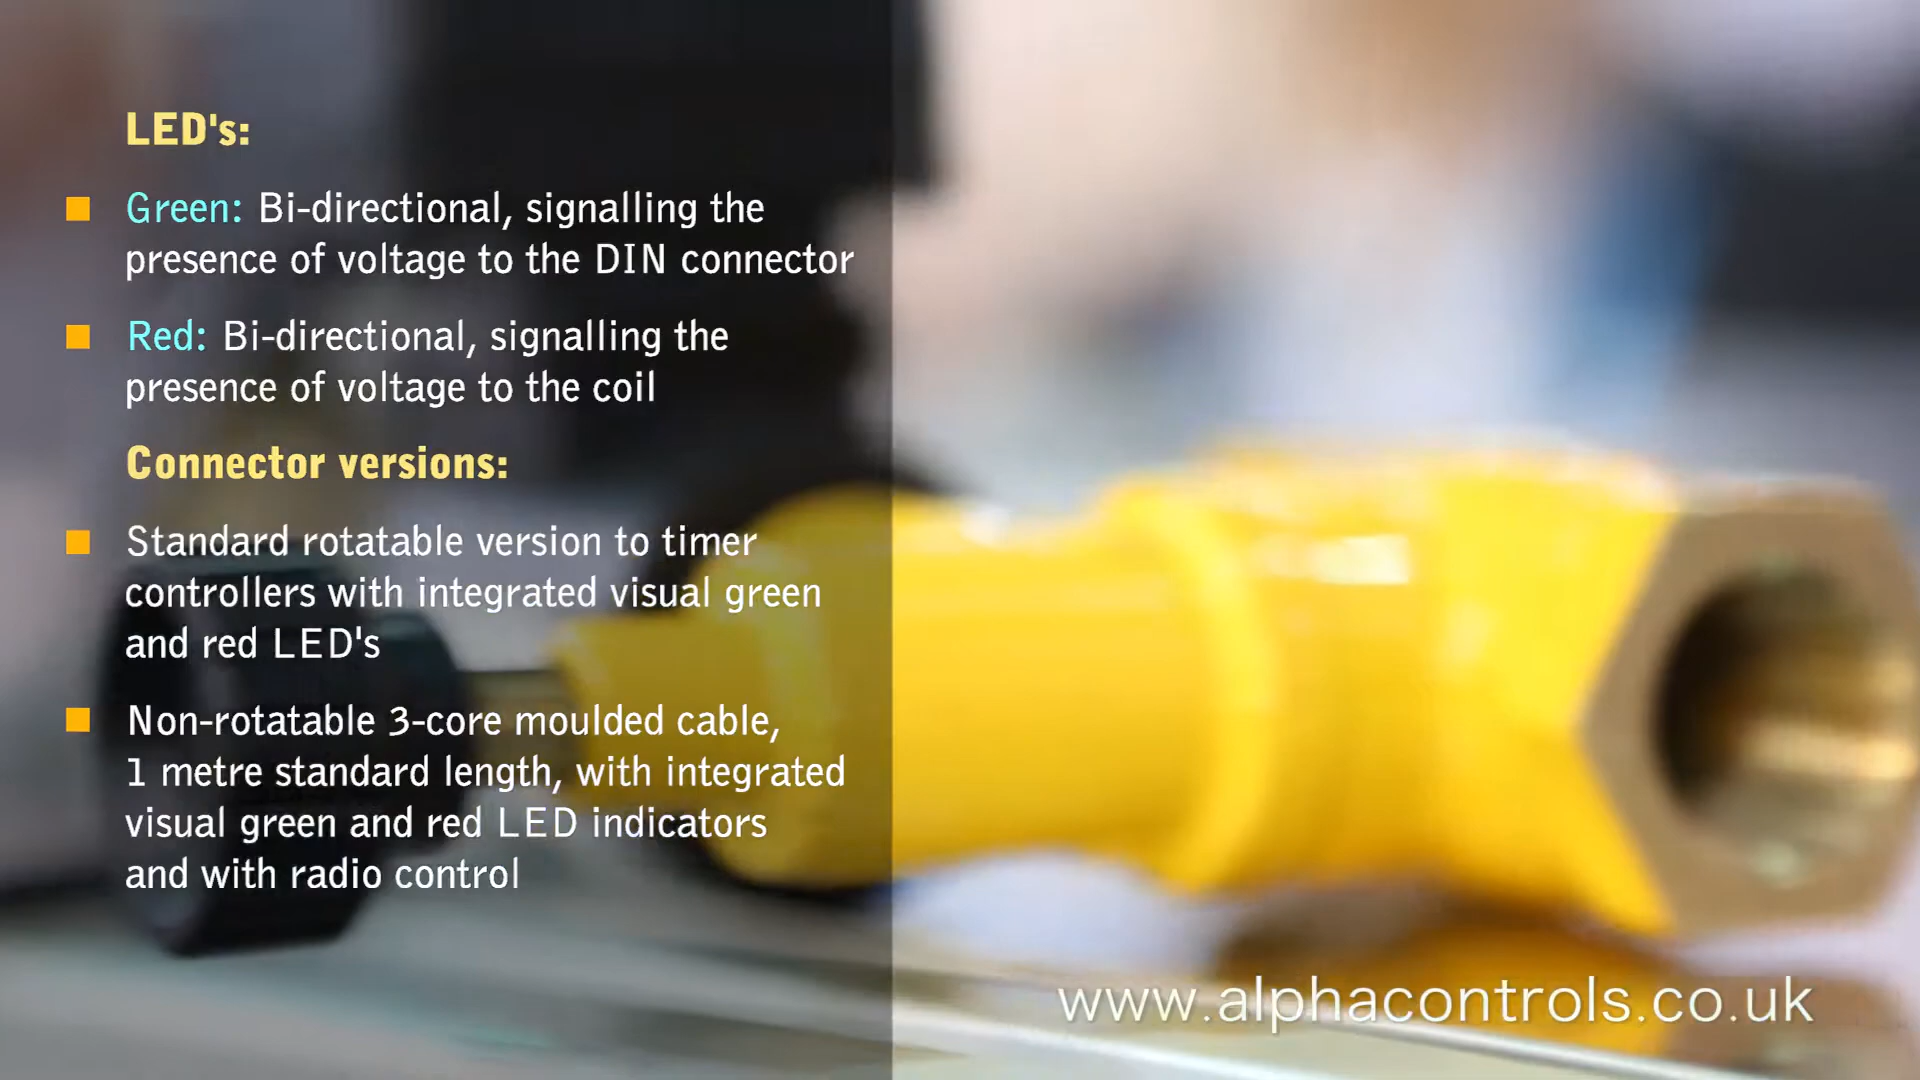 LED's:
Green: Bi-directional, signalling the
presence of voltage to the DIN connector
Red: Bi-directional, signalling the
presence of voltage to the coil
Connector versions:
Standard rotatable version to timer
controllers with integrated visual green
and red LED's
Non-rotatable 3-core moulded cable,
1 metre standard length, with integrated
visual green and red LED indicators
and with radio control
www.alphacontrols.co.uk